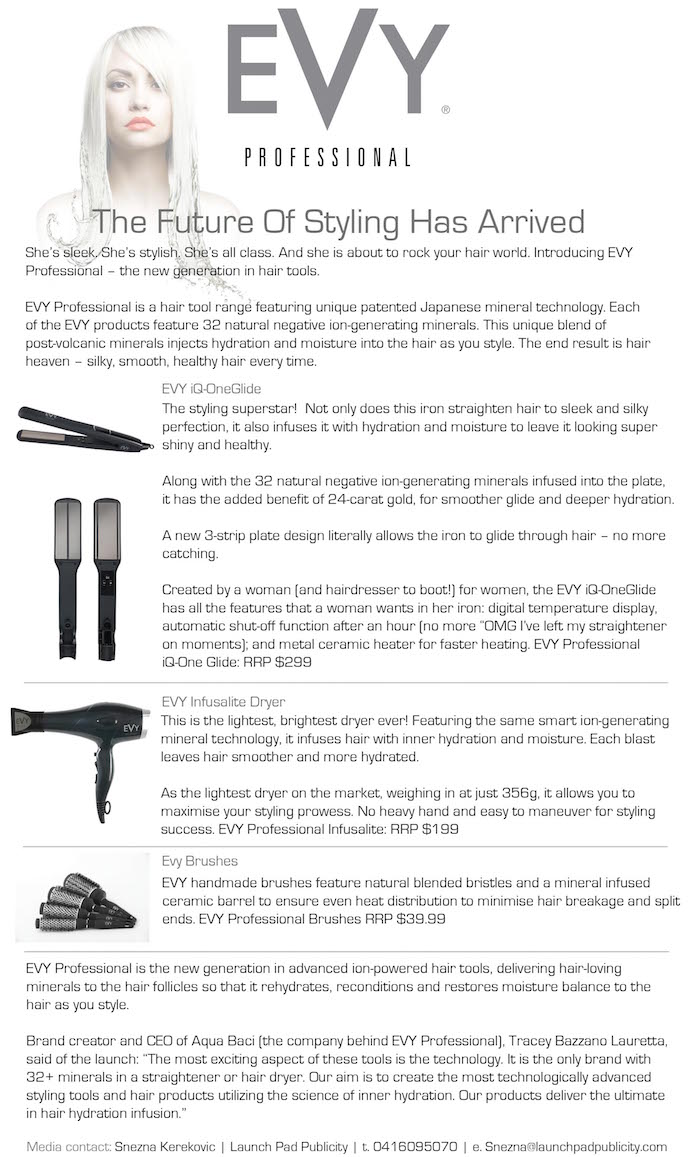 EVY®
PROFESSIONAL
The Future Of Styling Has Arrived
She's sleek. She's stylish. She's all class. And she is about to rock your hair world. Introducing EVY
Professional – the new generation in hair tools.
EVY Professional is a hair tool range featuring unique patented Japanese mineral technology. Each
of the EVY products feature 32 natural negative ion-generating minerals. This unique blend of
post-volcanic minerals injects hydration and moisture into the hair as you style. The end result is hair
heaven – silky, smooth, healthy hair every time.
EVY iQ-OneGlide
The styling superstar!  Not only does this iron straighten hair to sleek and silky
perfection, it also infuses it with hydration and moisture to leave it looking super
shiny and healthy.
Along with the 32 natural negative ion-generating minerals infused into the plate,
it has the added benefit of 24-carat gold, for smoother glide and deeper hydration.
A new 3-strip plate design literally allows the iron to glide through hair – no more
catching.
Created by a woman (and hairdresser to boot!) for women, the EVY iQ-OneGlide
has all the features that a woman wants in her iron: digital temperature display,
automatic shut-off function after an hour (no more "OMG I've left my straightener
on moments); and metal ceramic heater for faster heating. EVY Professional
iQ-One Glide: RRP $299
EVY Infusalite Dryer
This is the lightest, brightest dryer ever! Featuring the same smart ion-generating
mineral technology, it infuses hair with inner hydration and moisture. Each blast
leaves hair smoother and more hydrated.
As the lightest dryer on the market, weighing in at just 356g, it allows you to
maximise your styling prowess. No heavy hand and easy to maneuver for styling
success. EVY Professional Infusalite: RRP $199
EVY
EVY
Evy Brushes
EVY handmade brushes feature natural blended bristles and a mineral infused
ceramic barrel to ensure even heat distribution to minimise hair breakage and split
ends. EVY Professional Brushes RRP $39.99
EVY Professional is the new generation in advanced ion-powered hair tools, delivering hair-loving
minerals to the hair follicles so that it rehydrates, reconditions and restores moisture balance to the
hair as you style.
Brand creator and CEO of Aqua Baci (the company behind EVY Professional), Tracey Bazzano Lauretta,
said of the launch: "The most exciting aspect of these tools is the technology. It is the only brand with
32+ minerals in a straightener or hair dryer. Our aim is to create the most technologically advanced
styling tools and hair products utilizing the science of inner hydration. Our products deliver the ultimate
in hair hydration infusion."
Media contact: Snezna Kerekovic | Launch Pad Publicity | t. 0416095070 | e. Snezna@launchpadpublicity.com